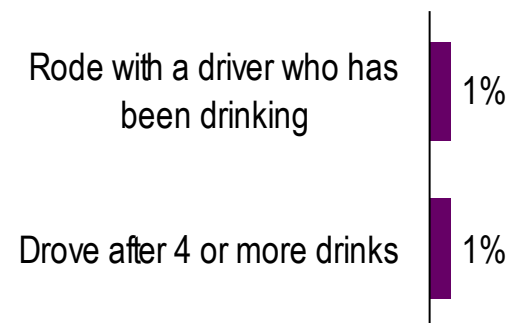 Rode with a driver who has
been drinking
1%
Drove after 4 or more drinks
1%